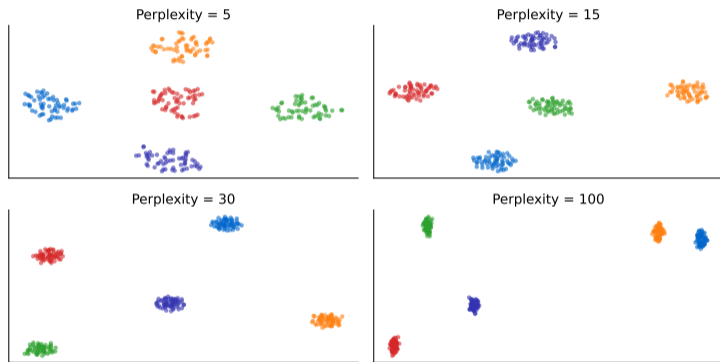 Perplexity = 5
Perplexity = 15
Perplexity = 30
Perplexity = 100